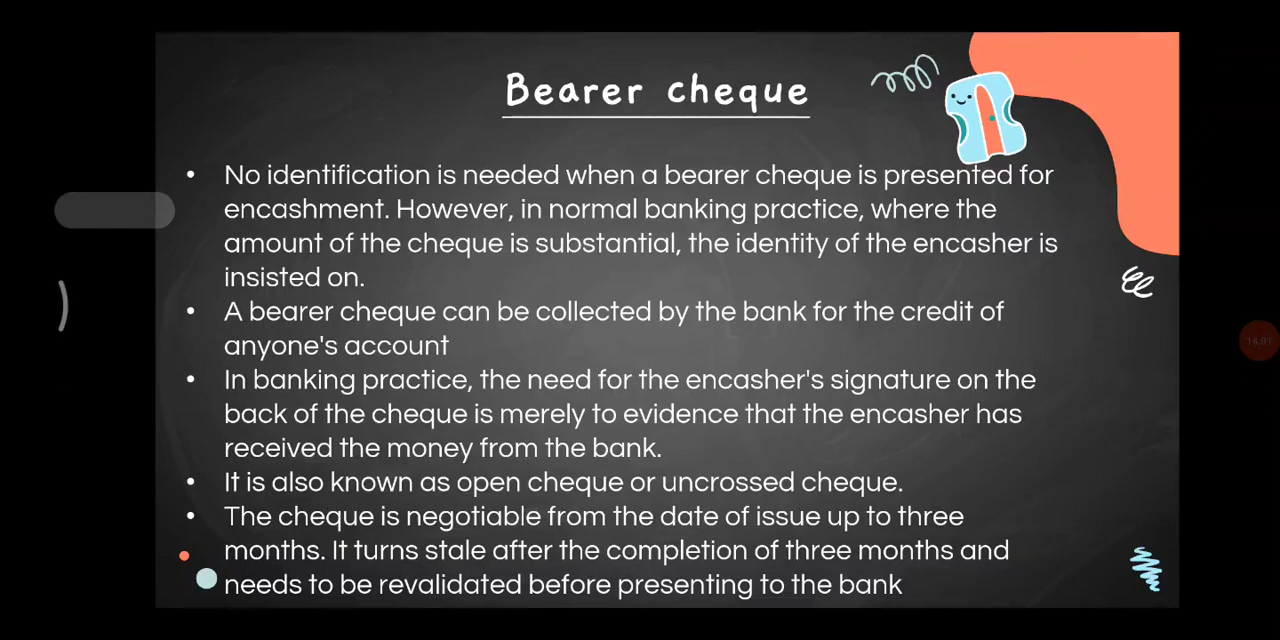 Bearer cheque
• No identification is needed when a bearer cheque is presented for
encashment. However, in normal banking practice, where the
amount of the cheque is substantial, the identity of the encasher is
insisted on.
• A bearer cheque can be collected by the bank for the credit of
anyone's account
• In banking practice, the need for the encasher's signature on the
back of the cheque is merely to evidence that the encasher has
received the money from the bank.
• It is also known as open cheque or uncrossed cheque.
• The cheque is negotiable from the date of issue up to three
months. It turns stale after the completion of three months and
needs to be revalidated before presenting to the bank